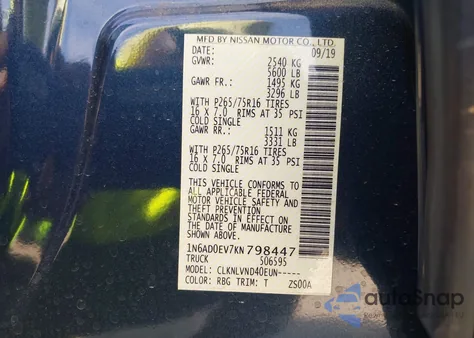 MFD BY NISSAN MOTOR CO., LTD.
DATE: 09/19
GVWR: 2540 KG
5600 LB
GAWR FR.: 1495 KG
3296 LB
WITH P265/75R16 TIRES
16 X 7.0 RIMS AT 35 PSI
COLD SINGLE
GAWR RR.: 1511 KG
3331 LB
WITH P265/75R16 TIRES
16 X 7.0 RIMS AT 35 PSI
COLD SINGLE
THIS VEHICLE CONFORMS TO
ALL APPLICABLE FEDERAL
MOTOR VEHICLE SAFETY AND
THEFT PREVENTION
STANDARDS IN EFFECT ON
THE DATE OF MANUFACTURE
SHOWN ABOVE.
1N6AD0EV7KN798447
TRUCK S06595
MODEL: CLKNLVND40EUN-----
COLOR: RBG TRIM: T ZS00A
autoSnap